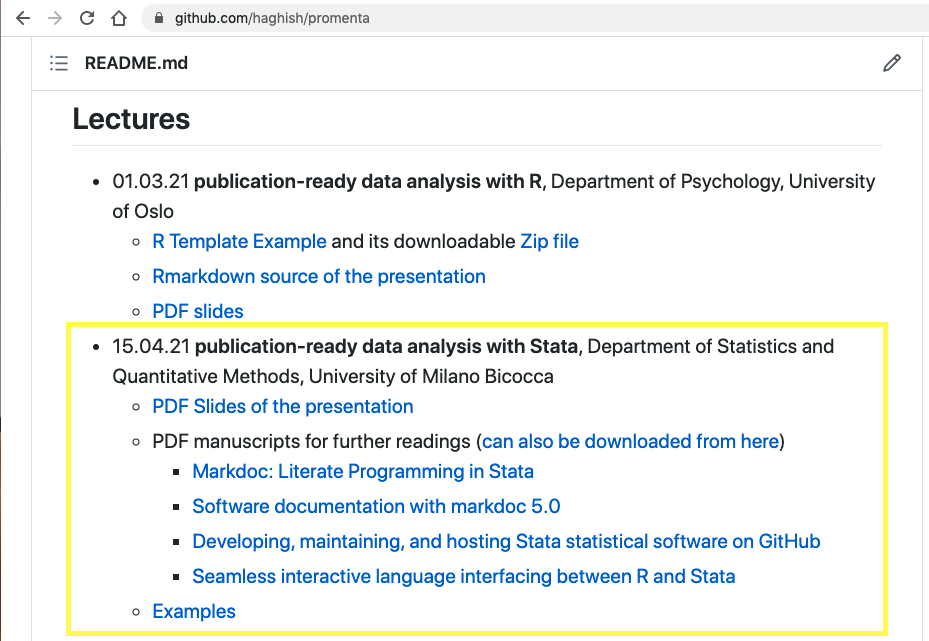 github.com/haghish/promenta
README.md
Lectures
01.03.21 publication-ready data analysis with R, Department of Psychology, University
of Oslo
R Template Example and its downloadable Zip file
Rmarkdown source of the presentation
PDF slides
15.04.21 publication-ready data analysis with Stata, Department of Statistics and
Quantitative Methods, University of Milano Bicocca
PDF Slides of the presentation
PDF manuscripts for further readings (can also be downloaded from here)
Markdoc: Literate Programming in Stata
Software documentation with markdoc 5.0
Developing, maintaining, and hosting Stata statistical software on GitHub
Seamless interactive language interfacing between R and Stata
Examples